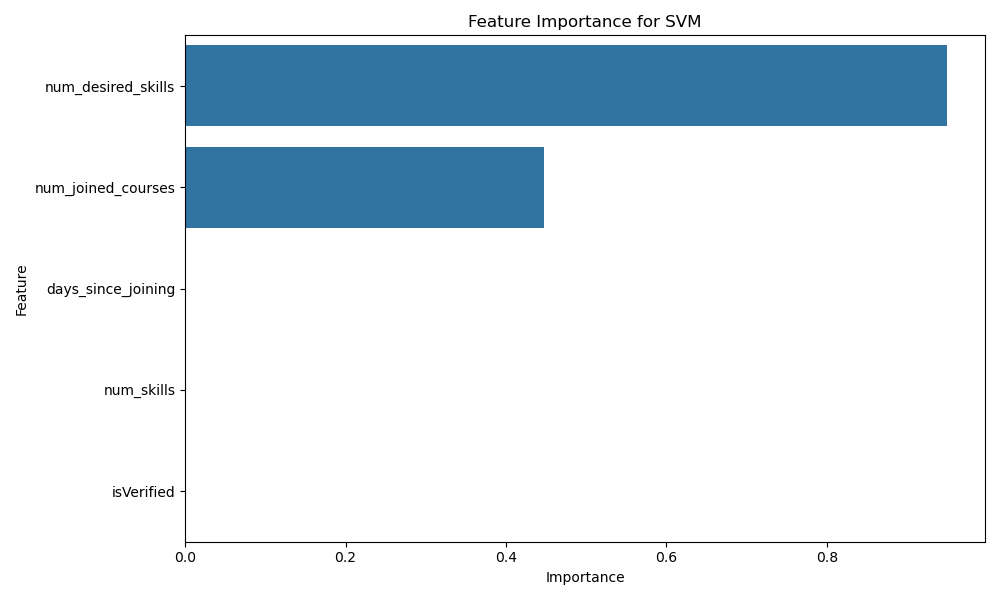 Feature Importance for SVM
num_desired_skills
num_joined_courses
days_since_joining
num_skills
isVerified
Feature
0.0 0.2 0.4 0.6 0.8
Importance